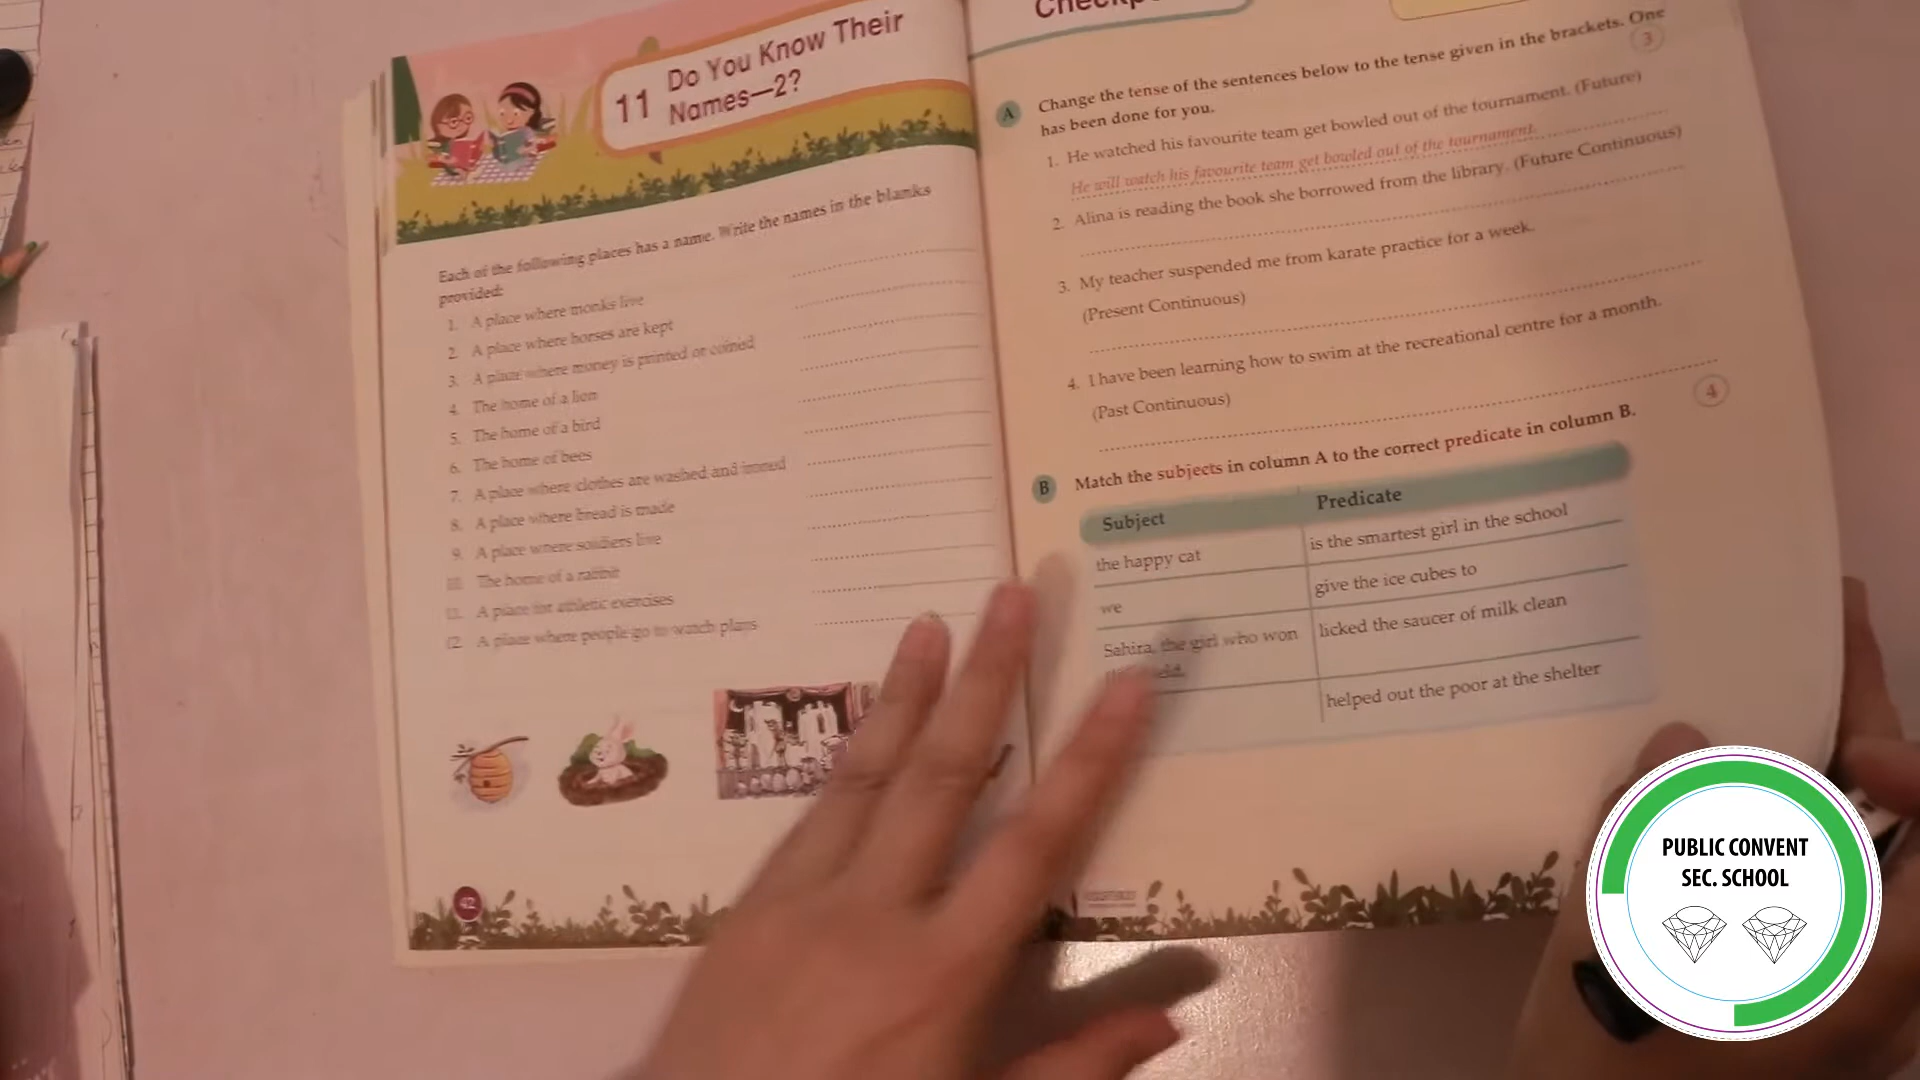 11 Do You Know Their
Names—2?
Each of the following places has a name. Write the names in the blanks
provided:
1. A place where monks live
2. A place where horses are kept
3. A place where money is printed or coined
4. The home of a lion
5. The home of a bird
6. The home of bees
7. A place where clothes are washed and ironed
8. A place where bread is made
9. A place where soldiers live
10. The home of a rabbit
11. A place for athletic exercises
12. A place where people go to watch plays
42
A Change the tense of the sentences below to the tense given in the brackets. One
has been done for you.
3
1. He watched his favourite team get bowled out of the tournament. (Future)
He will watch his favourite team get bowled out of the tournament.
2. Alina is reading the book she borrowed from the library. (Future Continuous)
3. My teacher suspended me from karate practice for a week.
(Present Continuous)
4. I have been learning how to swim at the recreational centre for a month.
(Past Continuous)
4
B Match the subjects in column A to the correct predicate in column B.
Subject Predicate
the happy cat is the smartest girl in the school
we give the ice cubes to
Sahira, the girl who won licked the saucer of milk clean
helped out the poor at the shelter
PUBLIC CONVENT
SEC. SCHOOL